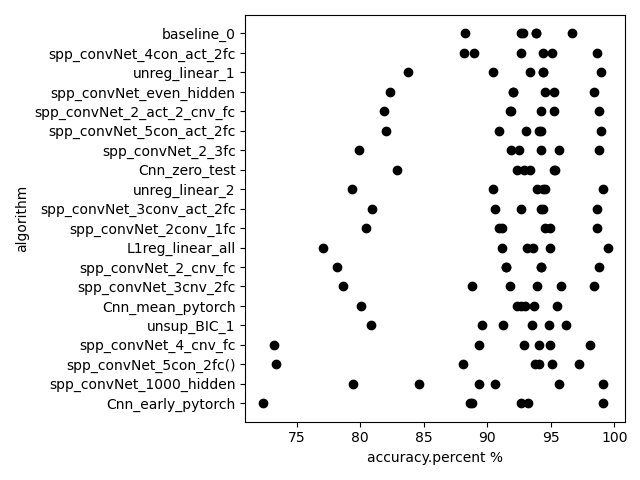 baseline_0
spp_convNet_4con_act_2fc
unreg_linear_1
spp_convNet_even_hidden
spp_convNet_2_act_2_cnv_fc
spp_convNet_5con_act_2fc
spp_convNet_2_3fc
Cnn_zero_test
unreg_linear_2
spp_convNet_3conv_act_2fc
spp_convNet_2conv_1fc
L1reg_linear_all
spp_convNet_2_cnv_fc
spp_convNet_3cnv_2fc
Cnn_mean_pytorch
unsup_BIC_1
spp_convNet_4_cnv_fc
spp_convNet_5con_2fc()
spp_convNet_1000_hidden
Cnn_early_pytorch
algorithm
75 80 85 90 95 100
accuracy.percent %